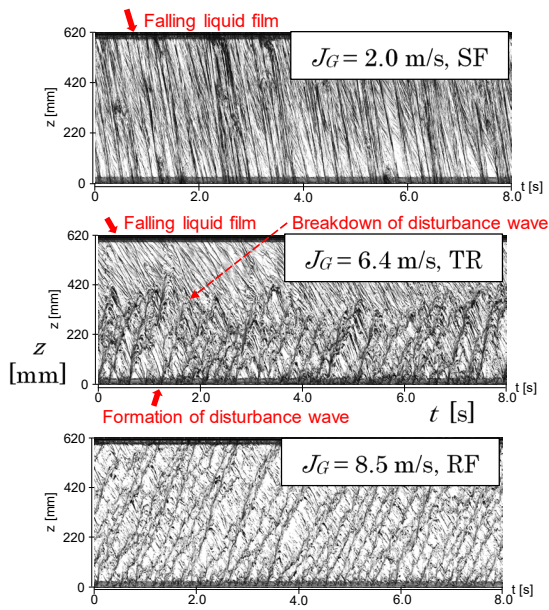 Falling liquid film
J_G = 2.0 m/s, SF
620
420
220
0
z [mm]
0 2.0 4.0 6.0 8.0
t [s]
Falling liquid film
Breakdown of disturbance wave
J_G = 6.4 m/s, TR
620
420
220
0
z [mm]
z
[mm]
0 2.0 4.0 6.0 8.0
t [s]
Formation of disturbance wave
t [s]
J_G = 8.5 m/s, RF
620
420
220
0
z [mm]
0 2.0 4.0 6.0 8.0
t [s]